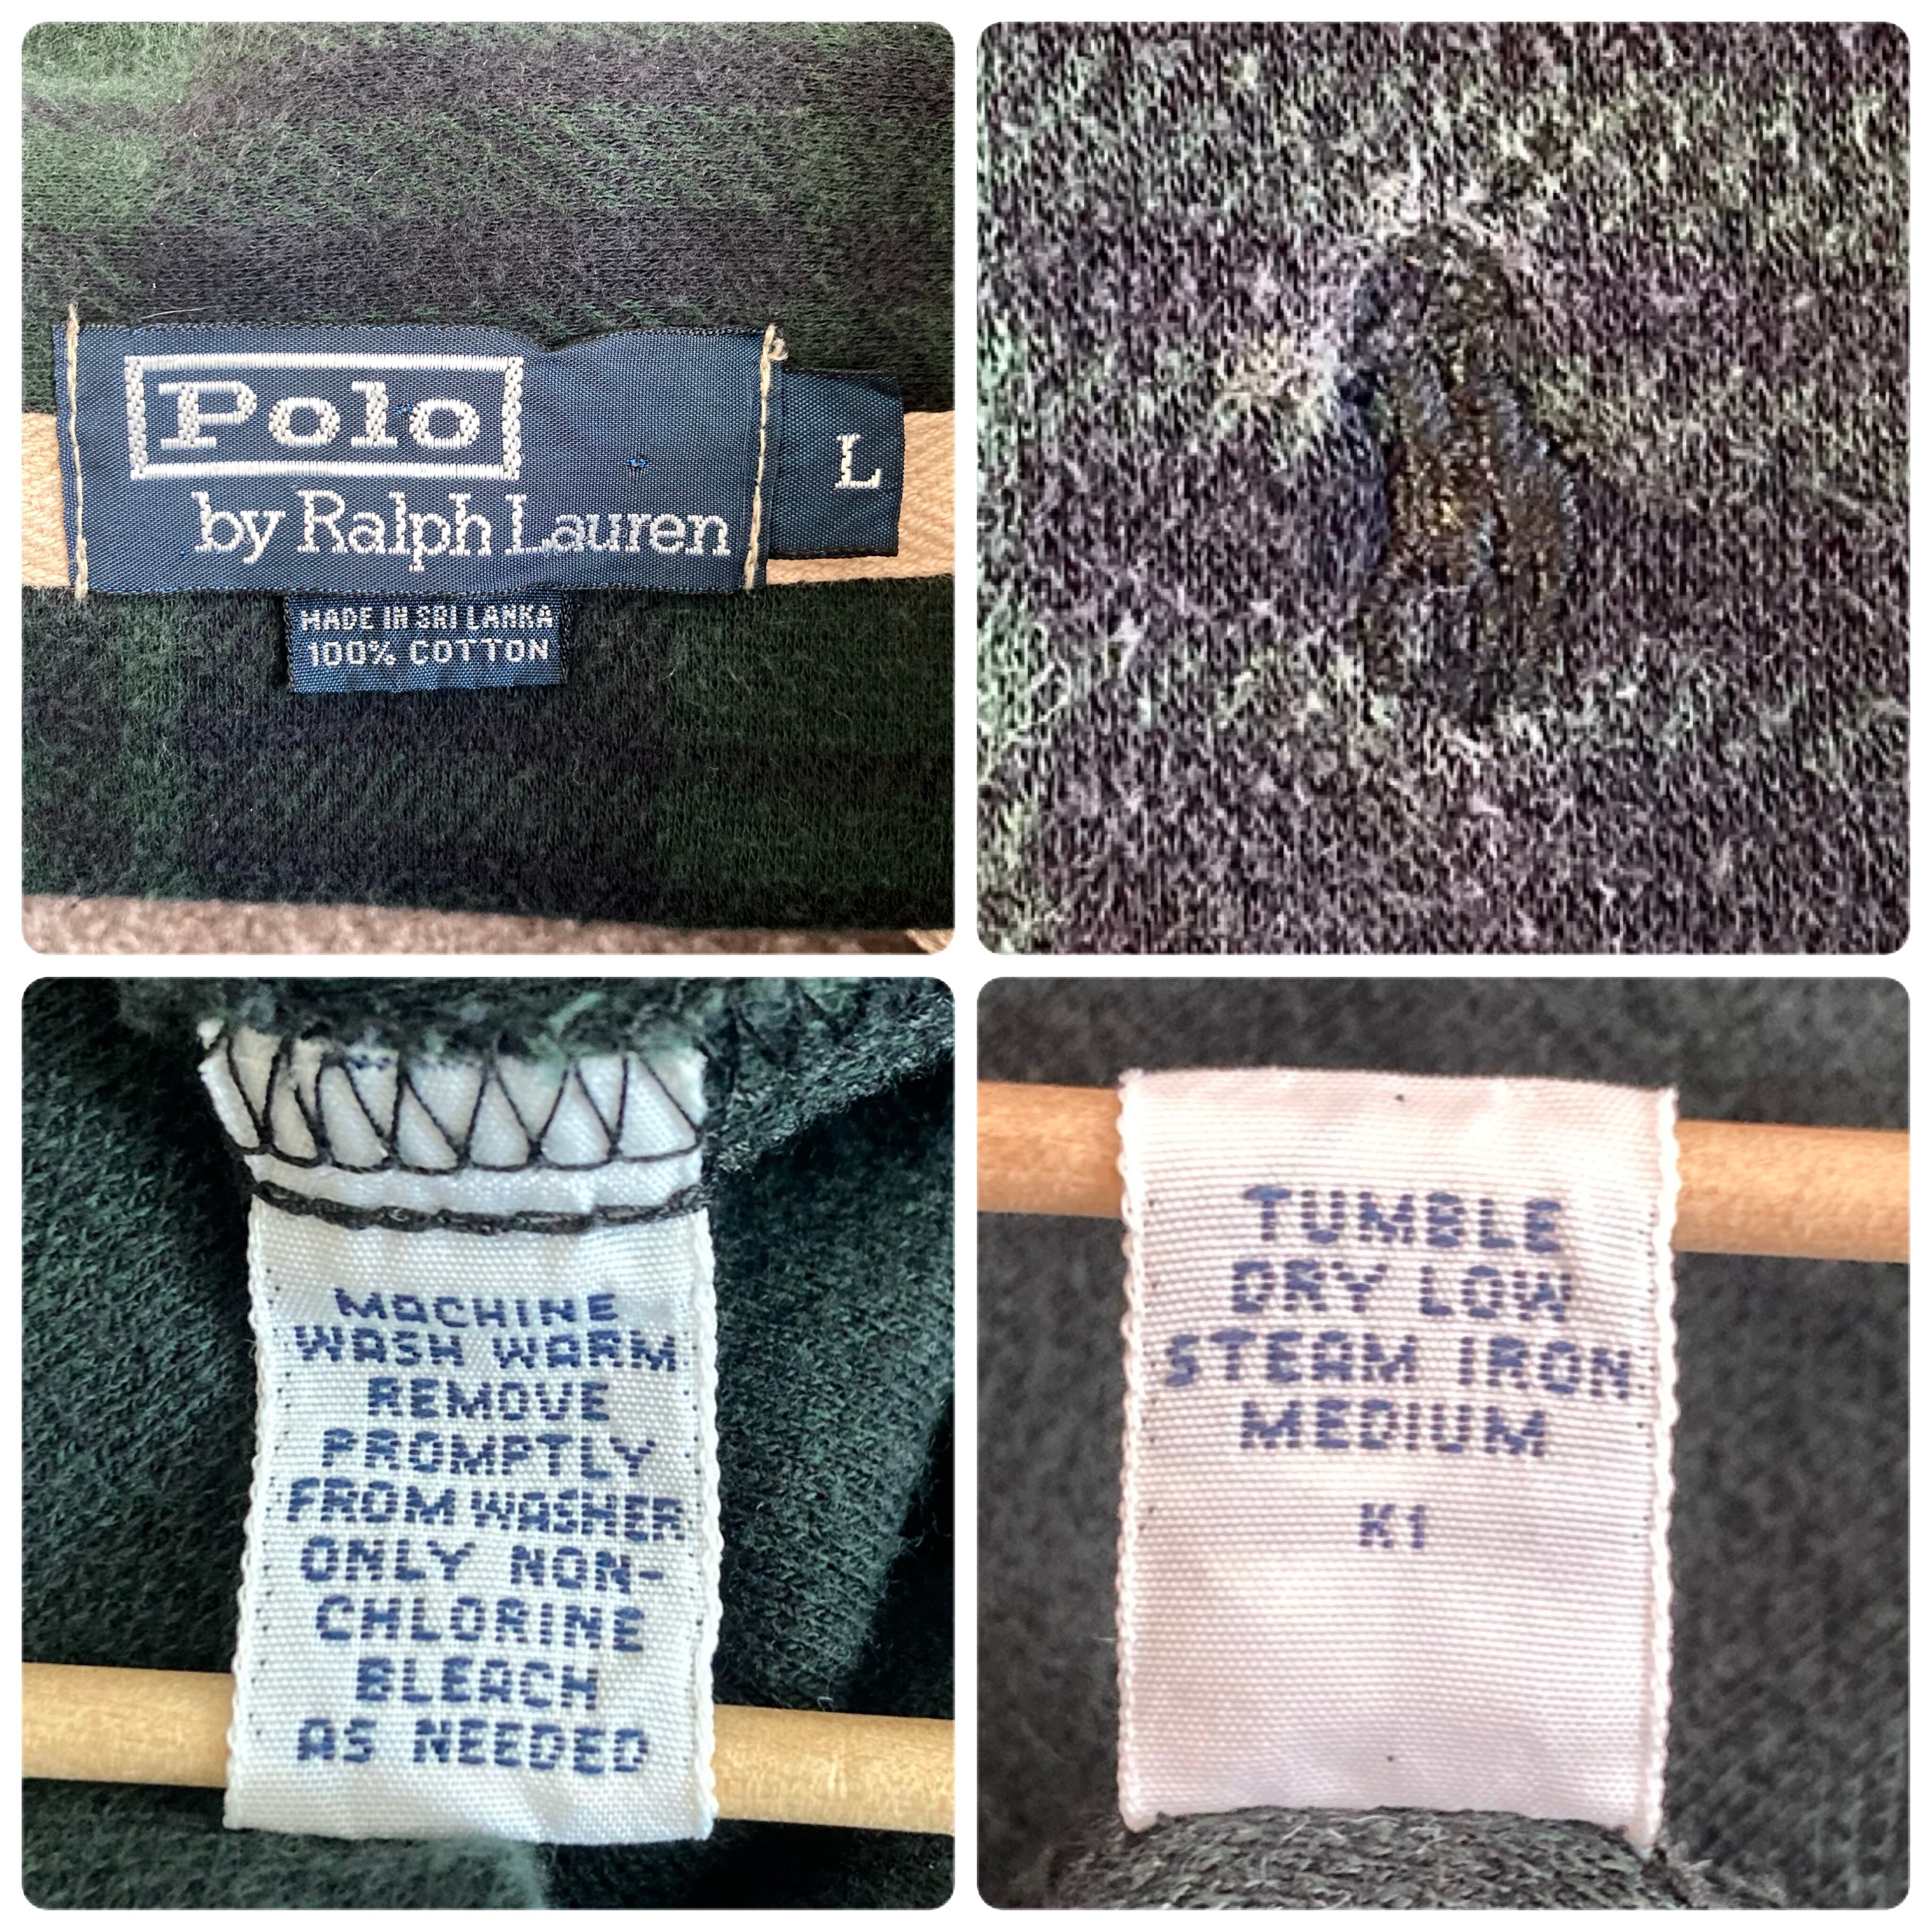 Polo
by Ralph Lauren
L
MADE IN SRI LANKA
100% COTTON
MACHINE
WASH WARM
REMOVE
PROMPTLY
FROM WASHER
ONLY NON-
CHLORINE
BLEACH
AS NEEDED
TUMBLE
DRY LOW
STEAM IRON
MEDIUM
K1